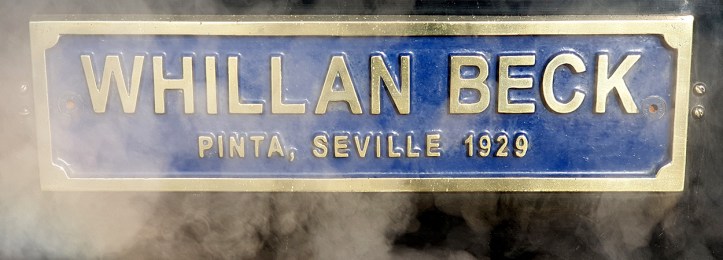 WHILLAN BECK
PINTA, SEVILLE 1929